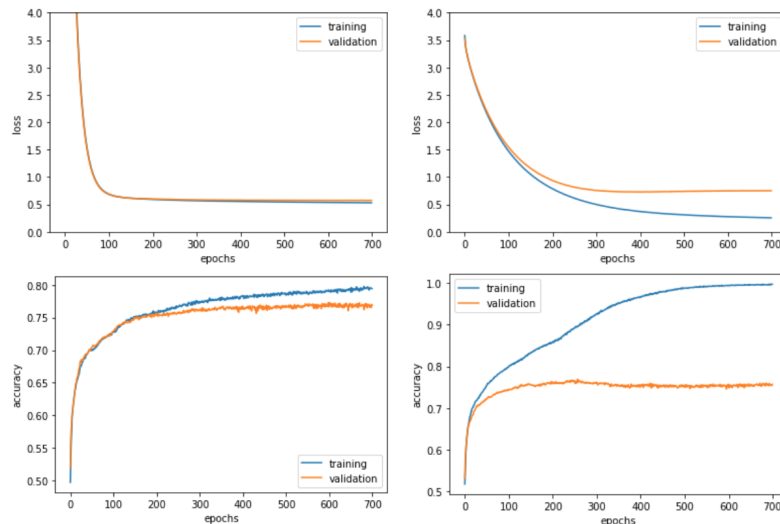 4.0
3.5
3.0
2.5
2.0
1.5
1.0
0.5
0.0
loss
training
validation
0 100 200 300 400 500 600 700
epochs
4.0
3.5
3.0
2.5
2.0
1.5
1.0
0.5
0.0
loss
training
validation
0 100 200 300 400 500 600 700
epochs
0.80
0.75
0.70
0.65
0.60
0.55
0.50
accuracy
training
validation
0 100 200 300 400 500 600 700
epochs
1.0
0.9
0.8
0.7
0.6
0.5
accuracy
training
validation
0 100 200 300 400 500 600 700
epochs